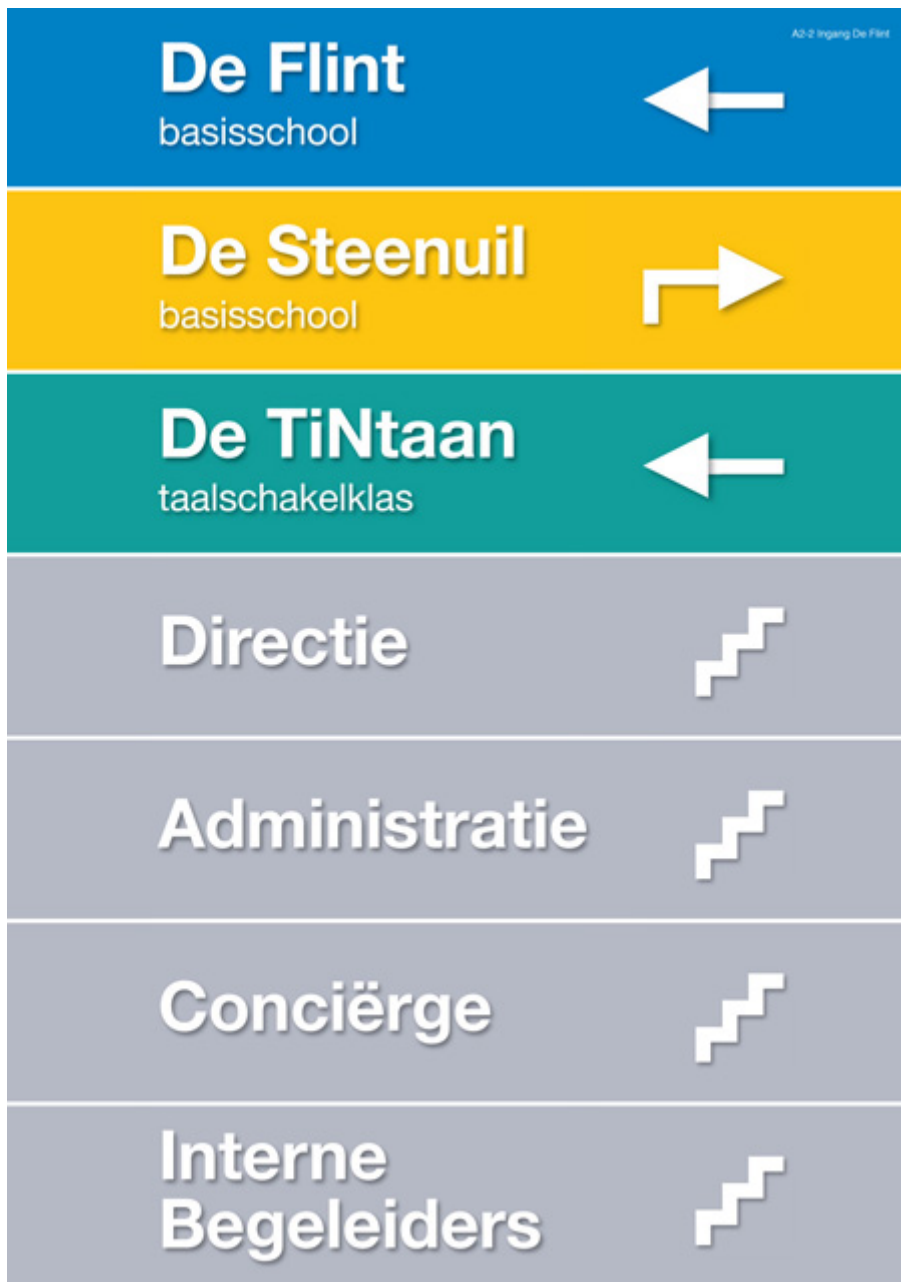 A2-2 Ingang De Flint
De Flint
basisschool
De Steenuil
basisschool
De TiNtaan
taalschakelklas
Directie
Administratie
Conciërge
Interne
Begeleiders